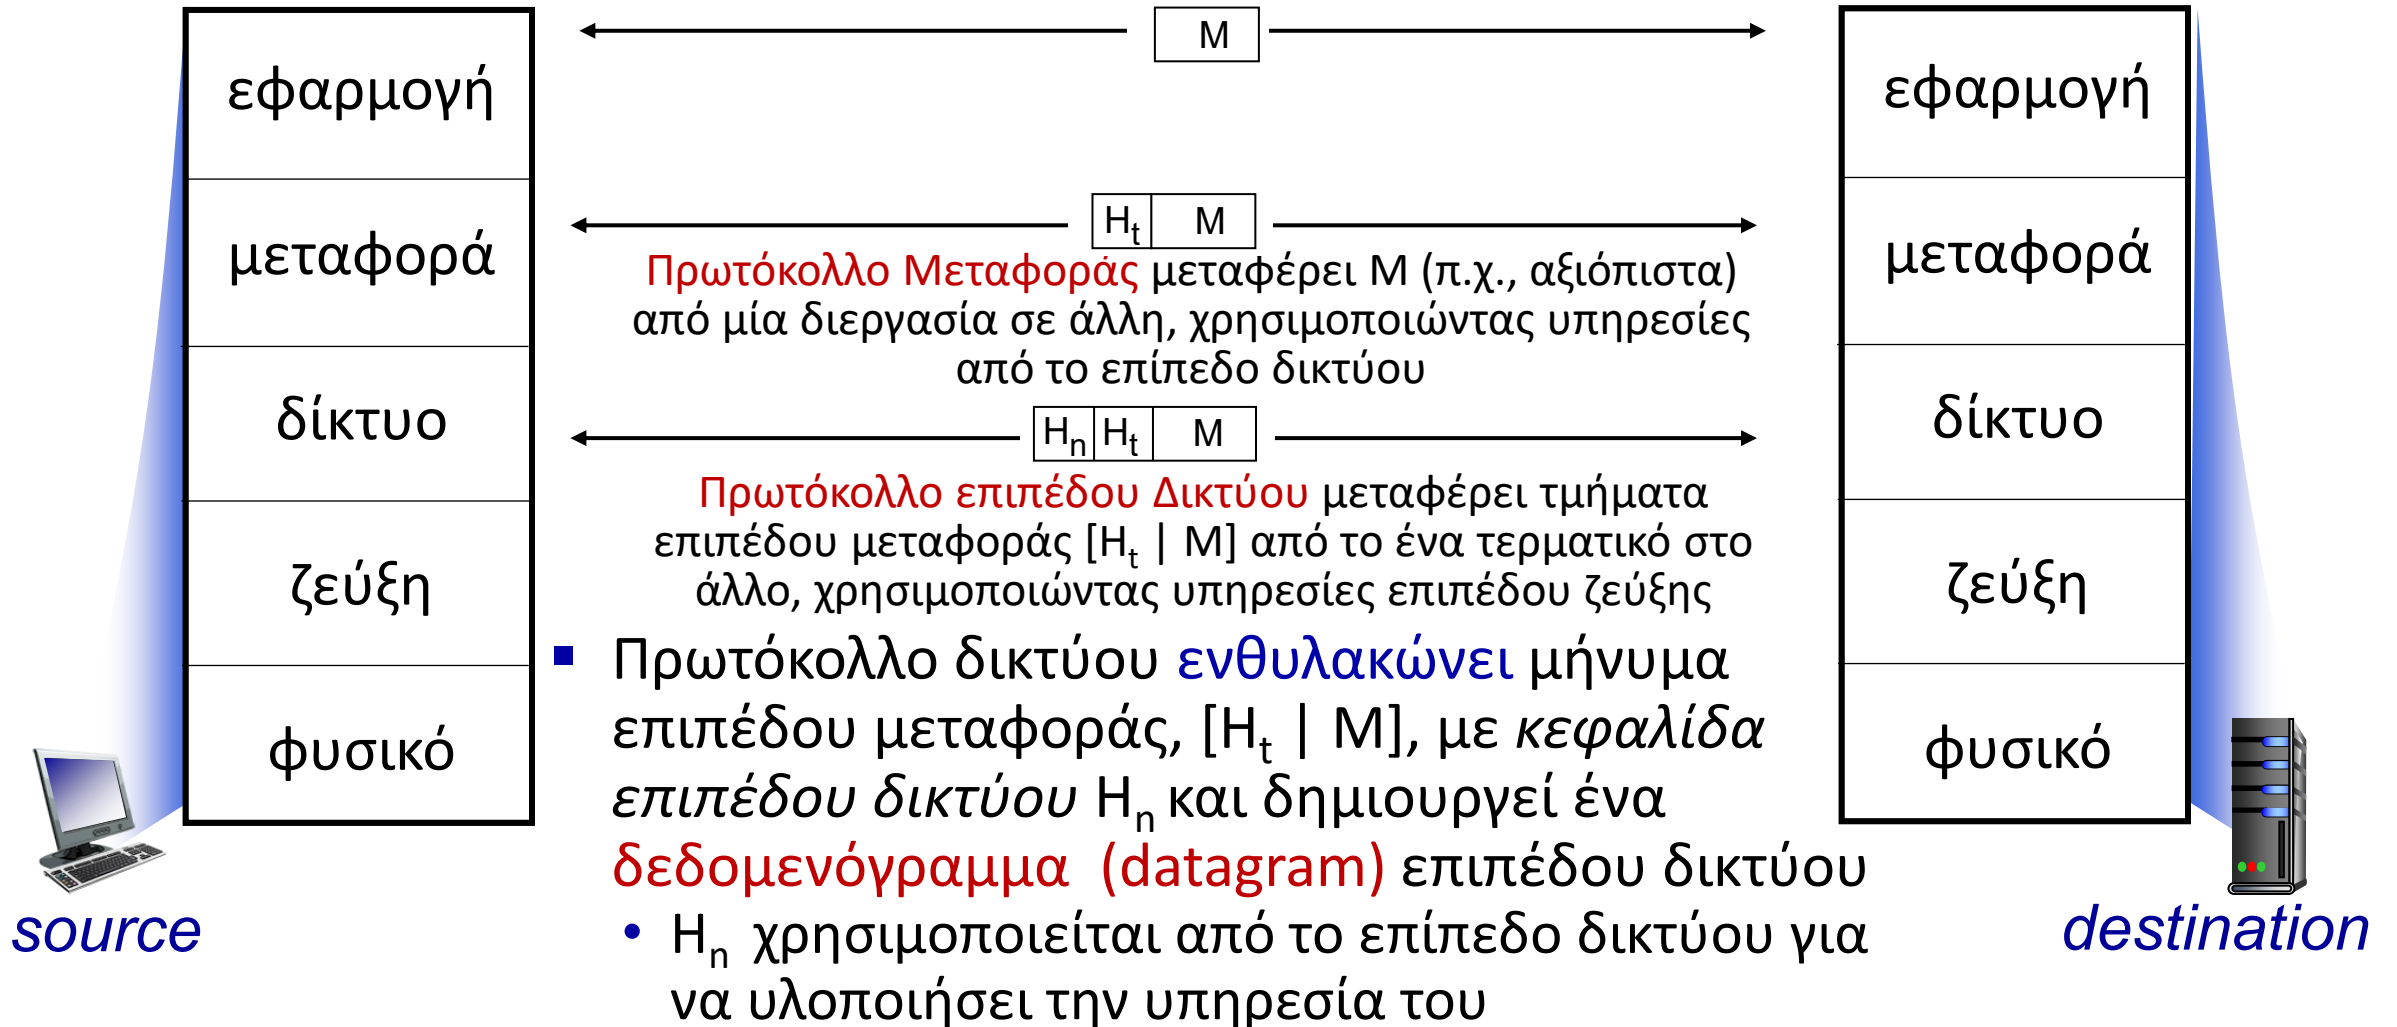 M
εφαρμογή
εφαρμογή
Hₜ M
μεταφορά
μεταφορά
Πρωτόκολλο Μεταφοράς μεταφέρει M (π.χ., αξιόπιστα)
από μία διεργασία σε άλλη, χρησιμοποιώντας υπηρεσίες
από το επίπεδο δικτύου
δίκτυο
δίκτυο
Hₙ Hₜ M
Πρωτόκολλο επιπέδου Δικτύου μεταφέρει τμήματα
επιπέδου μεταφοράς [Hₜ | M] από το ένα τερματικό στο
άλλο, χρησιμοποιώντας υπηρεσίες επιπέδου ζεύξης
ζεύξη
ζεύξη
Πρωτόκολλο δικτύου ενθυλακώνει μήνυμα
επιπέδου μεταφοράς, [Hₜ | M], με κεφαλίδα
επιπέδου δικτύου Hₙ και δημιουργεί ένα
δεδομενόγραμμα (datagram) επιπέδου δικτύου
• Hₙ χρησιμοποιείται από το επίπεδο δικτύου για
να υλοποιήσει την υπηρεσία του
φυσικό
φυσικό
source
destination